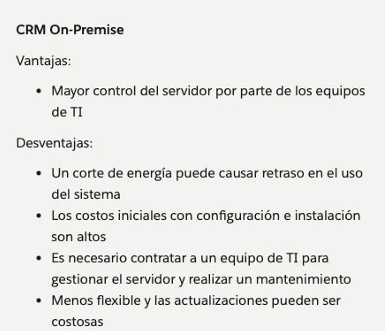 CRM On-Premise
Vantajas:
• Mayor control del servidor por parte de los equipos
de TI
Desventajas:
• Un corte de energía puede causar retraso en el uso
del sistema
• Los costos iniciales con configuración e instalación
son altos
• Es necesario contratar a un equipo de TI para
gestionar el servidor y realizar un mantenimiento
• Menos flexible y las actualizaciones pueden ser
costosas